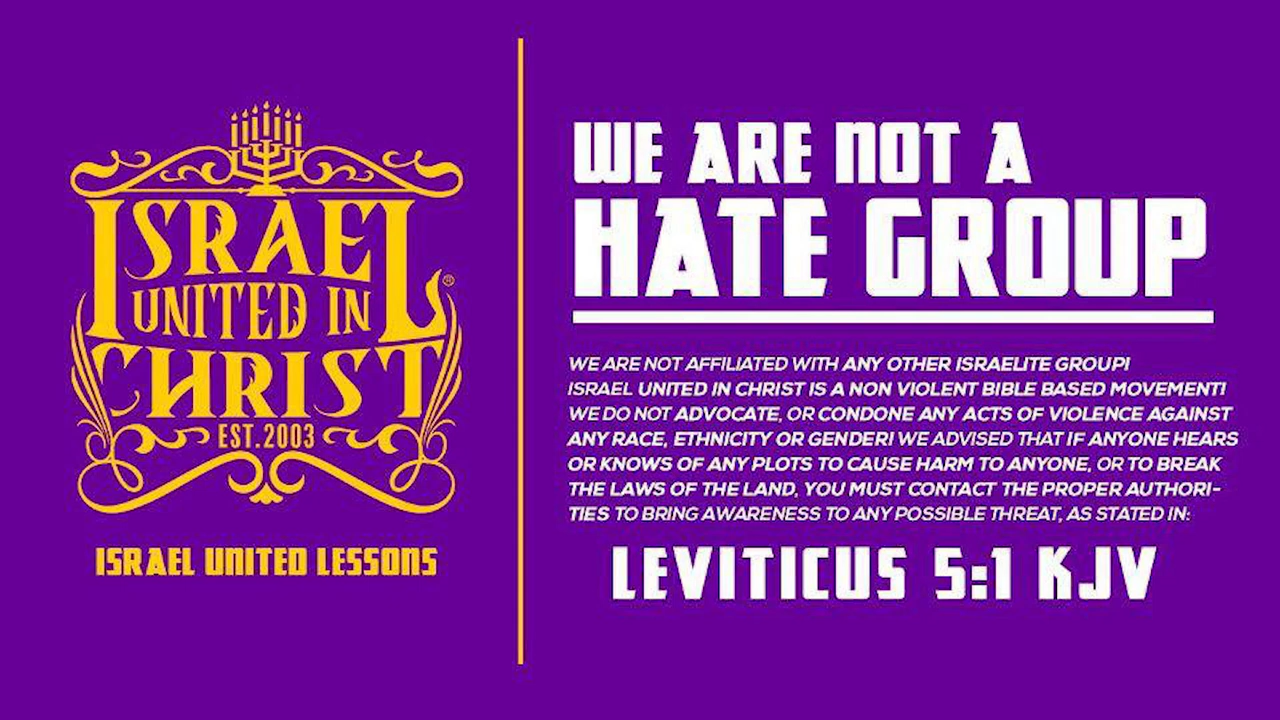 ISRAEL
UNITED IN
CHRIST
®
EST.2003
ISRAEL UNITED LESSONS
WE ARE NOT A
HATE GROUP
WE ARE NOT AFFILIATED WITH ANY OTHER ISRAELITE GROUP!
ISRAEL UNITED IN CHRIST IS A NON VIOLENT BIBLE BASED MOVEMENT!
WE DO NOT ADVOCATE, OR CONDONE ANY ACTS OF VIOLENCE AGAINST
ANY RACE, ETHNICITY OR GENDER! WE ADVISED THAT IF ANYONE HEARS
OR KNOWS OF ANY PLOTS TO CAUSE HARM TO ANYONE, OR TO BREAK
THE LAWS OF THE LAND, YOU MUST CONTACT THE PROPER AUTHORI-
TIES TO BRING AWARENESS TO ANY POSSIBLE THREAT, AS STATED IN:
LEVITICUS 5:1 KJV